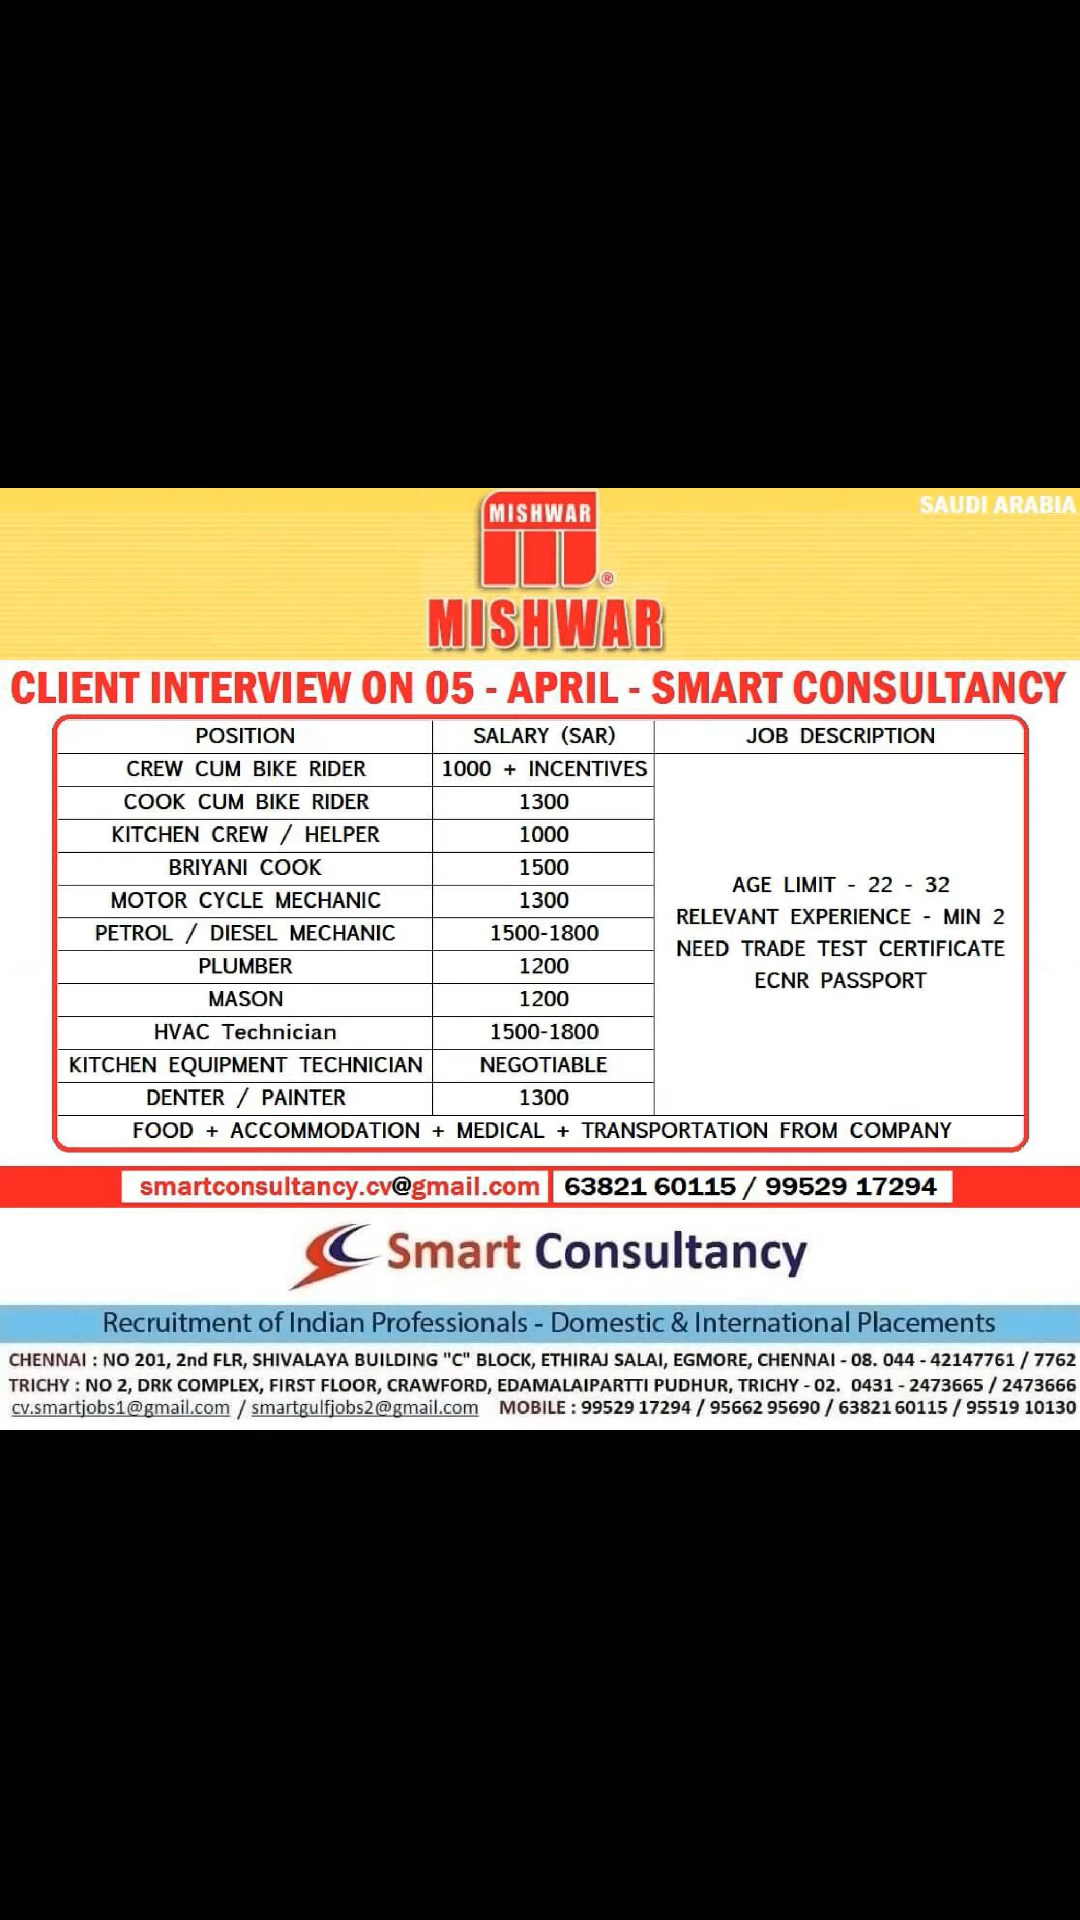 SAUDI ARABIA
MISHWAR
®
MISHWAR
CLIENT INTERVIEW ON 05 - APRIL - SMART CONSULTANCY
POSITION SALARY (SAR) JOB DESCRIPTION
CREW CUM BIKE RIDER 1000 + INCENTIVES
COOK CUM BIKE RIDER 1300
KITCHEN CREW / HELPER 1000
BRIYANI COOK 1500
MOTOR CYCLE MECHANIC 1300
PETROL / DIESEL MECHANIC 1500-1800
PLUMBER 1200
MASON 1200
HVAC Technician 1500-1800
KITCHEN EQUIPMENT TECHNICIAN NEGOTIABLE
DENTER / PAINTER 1300
AGE LIMIT - 22 - 32
RELEVANT EXPERIENCE - MIN 2
NEED TRADE TEST CERTIFICATE
ECNR PASSPORT
FOOD + ACCOMMODATION + MEDICAL + TRANSPORTATION FROM COMPANY
smartconsultancy.cv@gmail.com 63821 60115 / 99529 17294
Smart Consultancy
Recruitment of Indian Professionals - Domestic & International Placements
CHENNAI : NO 201, 2nd FLR, SHIVALAYA BUILDING "C" BLOCK, ETHIRAJ SALAI, EGMORE, CHENNAI - 08. 044 - 42147761 / 7762
TRICHY : NO 2, DRK COMPLEX, FIRST FLOOR, CRAWFORD, EDAMALAIPARTTI PUDHUR, TRICHY - 02. 0431 - 2473665 / 2473666
cv.smartjobs1@gmail.com / smartgulfjobs2@gmail.com MOBILE : 99529 17294 / 95662 95690 / 63821 60115 / 95519 10130